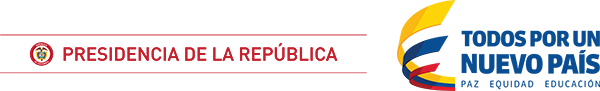 PRESIDENCIA DE LA REPÚBLICA
TODOS POR UN
NUEVO PAÍS
PAZ EQUIDAD EDUCACIÓN